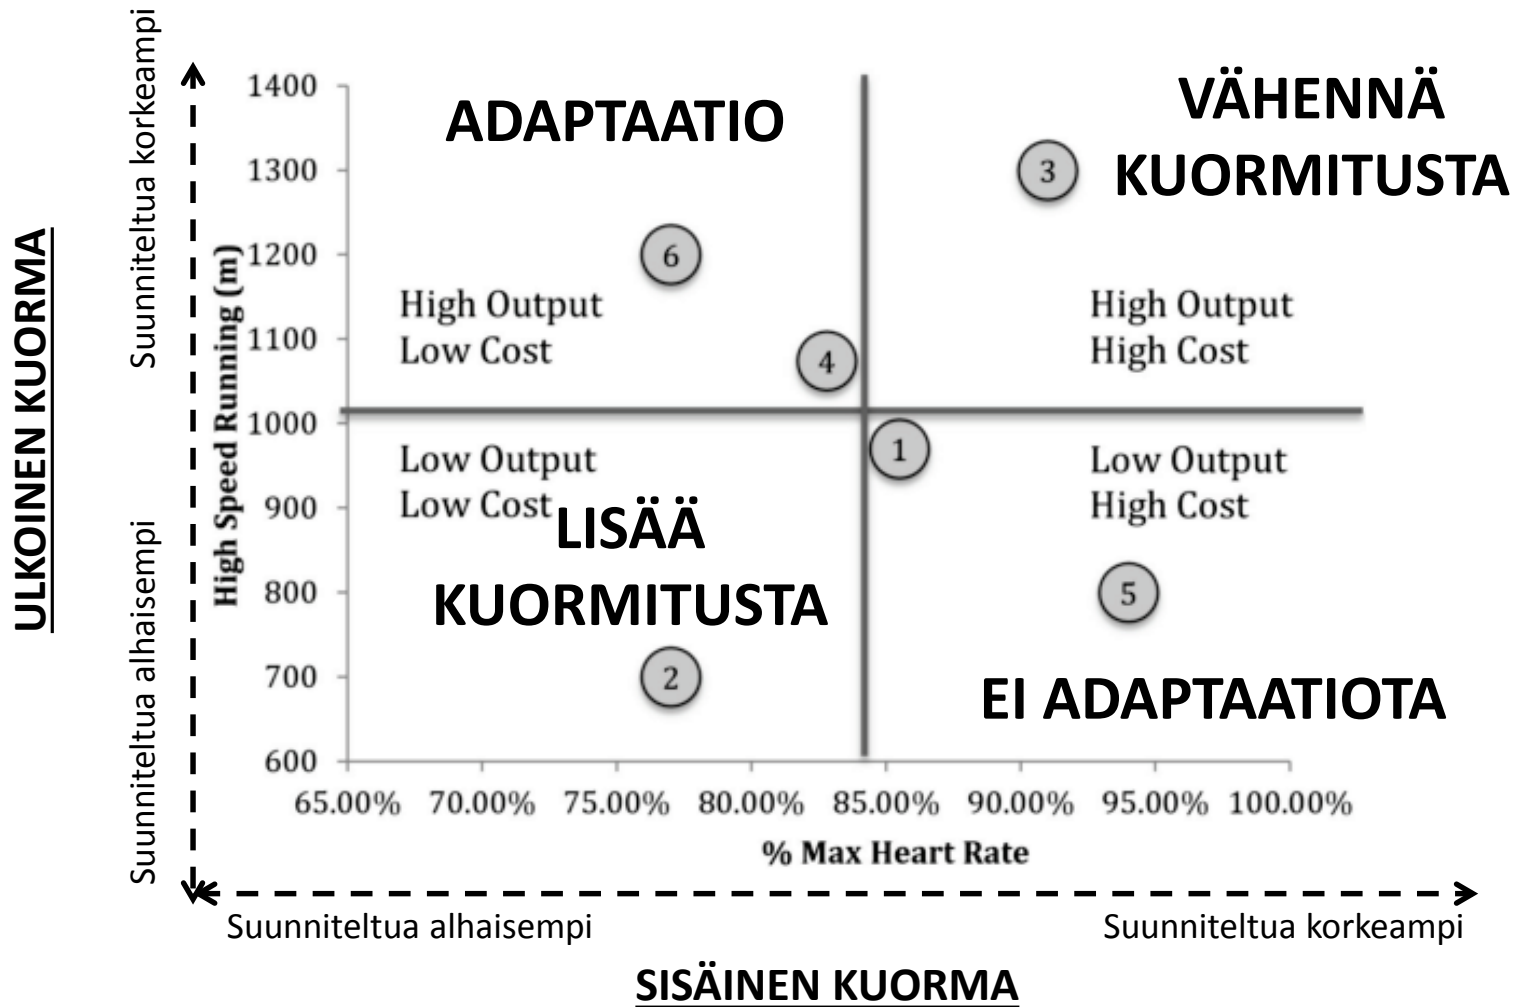 ULKOINEN KUORMA
Suunniteltua korkeampi
Suunniteltua alhaisempi
High Speed Running (m)
1400
1300
1200
1100
1000
900
800
700
600
ADAPTAATIO
VÄHENNÄ
KUORMITUSTA
3
6
High Output
Low Cost
High Output
High Cost
4
1
Low Output
Low Cost
Low Output
High Cost
LISÄÄ
KUORMITUSTA
5
2
EI ADAPTAATIOTA
65.00% 70.00% 75.00% 80.00% 85.00% 90.00% 95.00% 100.00%
% Max Heart Rate
Suunniteltua alhaisempi
Suunniteltua korkeampi
SISÄINEN KUORMA